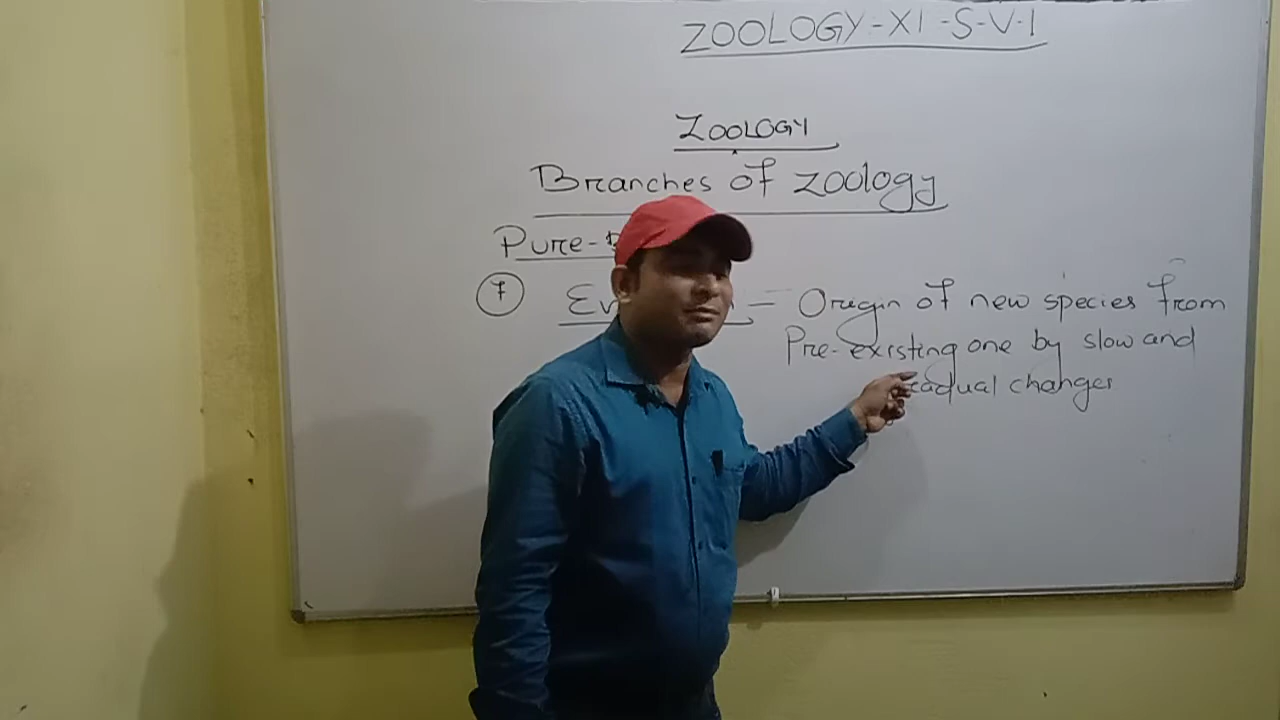 ZOOLOGY-XI-S-V-1
ZOOLOGY
Branches of zoology
Pure-
7 = Origin of new species from
Pre-existing one by slow and
changes